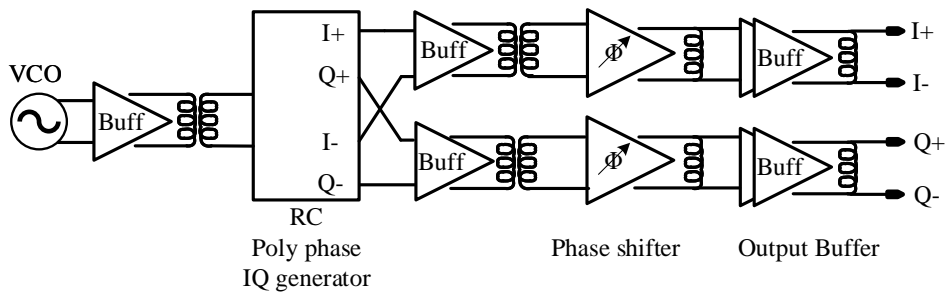 VCO
Buff
I+
Q+
I-
Q-
RC
Poly phase
IQ generator
Buff
Buff
Φ
Φ
Phase shifter
Buff
Buff
Output Buffer
I+
I-
Q+
Q-